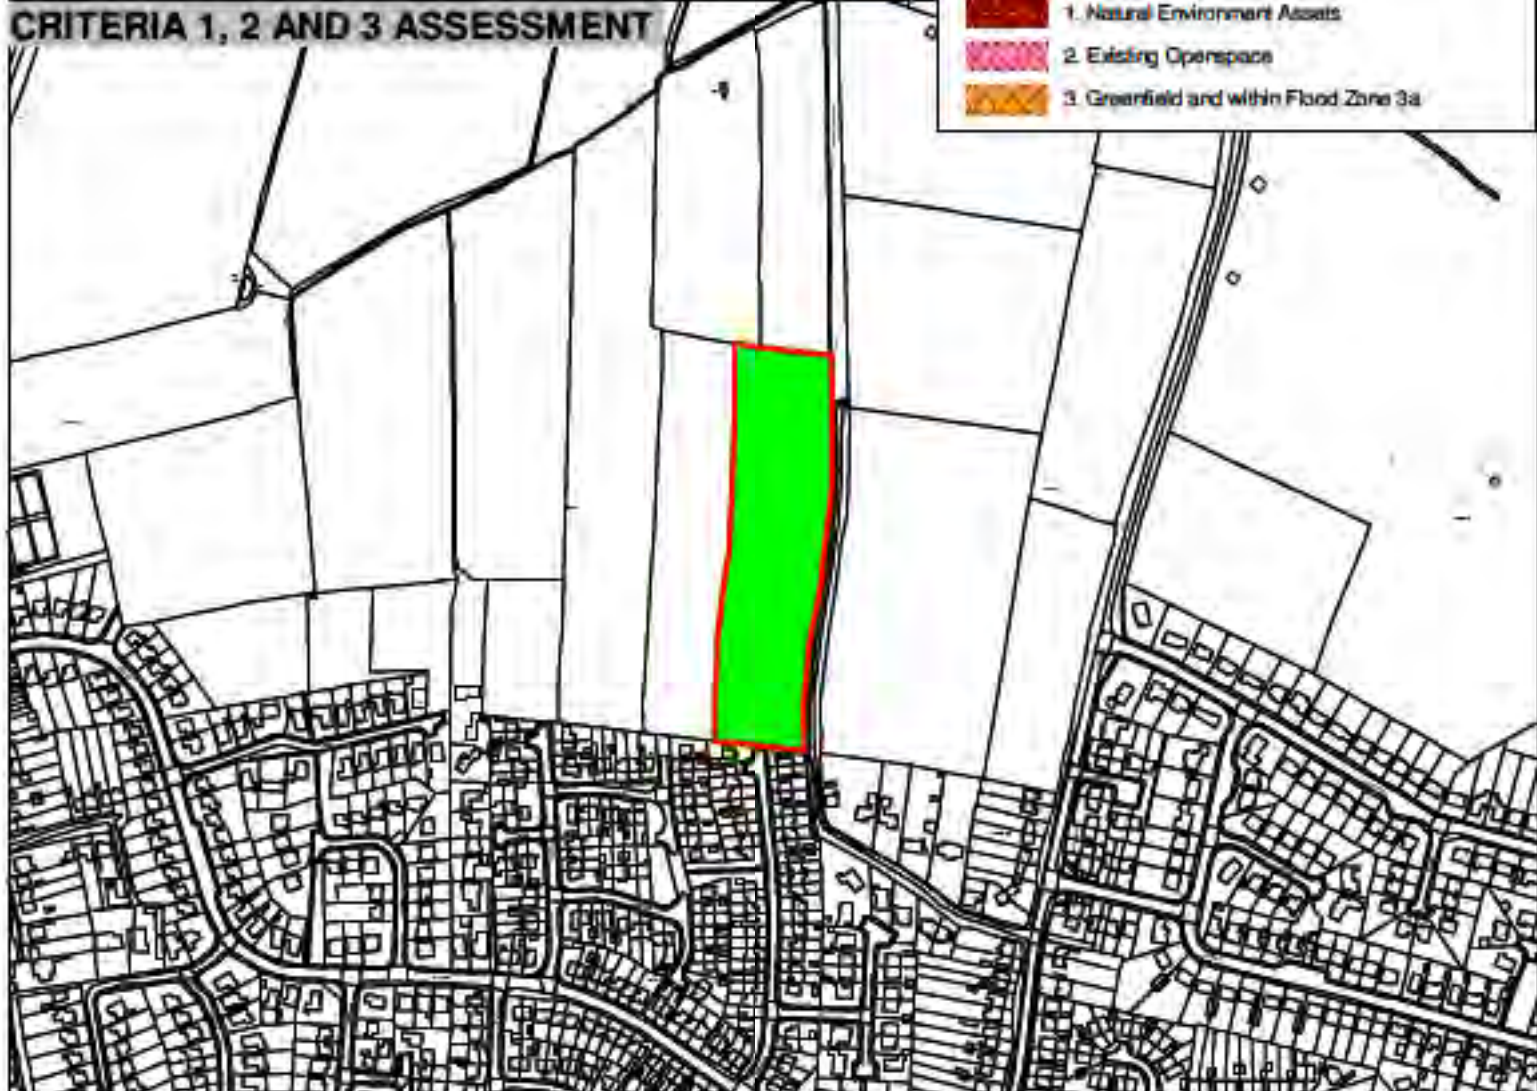 CRITERIA 1, 2 AND 3 ASSESSMENT
1. Natural Environment Assets
2. Existing Openspace
3. Greenfield and within Flood Zone 3a